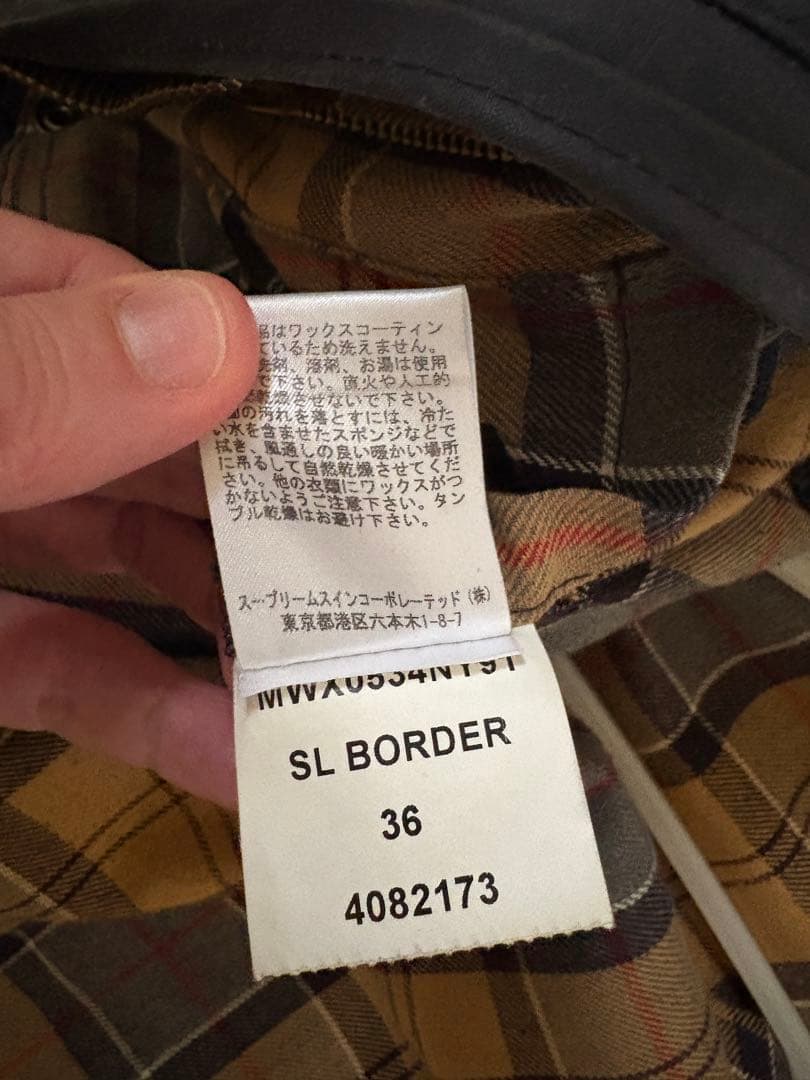 はワックスコーティン
ているため洗えません。
洗剤、溶剤、お湯は使用
で下さい。直火や人工的
乾燥させないで下さい。
の汚れを落とすには、冷た
い水を含ませたスポンジなどで
拭き、風通しの良い暖かい場所
に吊るして自然乾燥させてくだ
さい。他の衣類にワックスがつ
かないようご注意下さい。タン
ブル乾燥はお避け下さい。
スープリームスインコーポレーテッド(株)
東京都港区六本木1-8-7
MWX0534NY91
SL BORDER
36
4082173